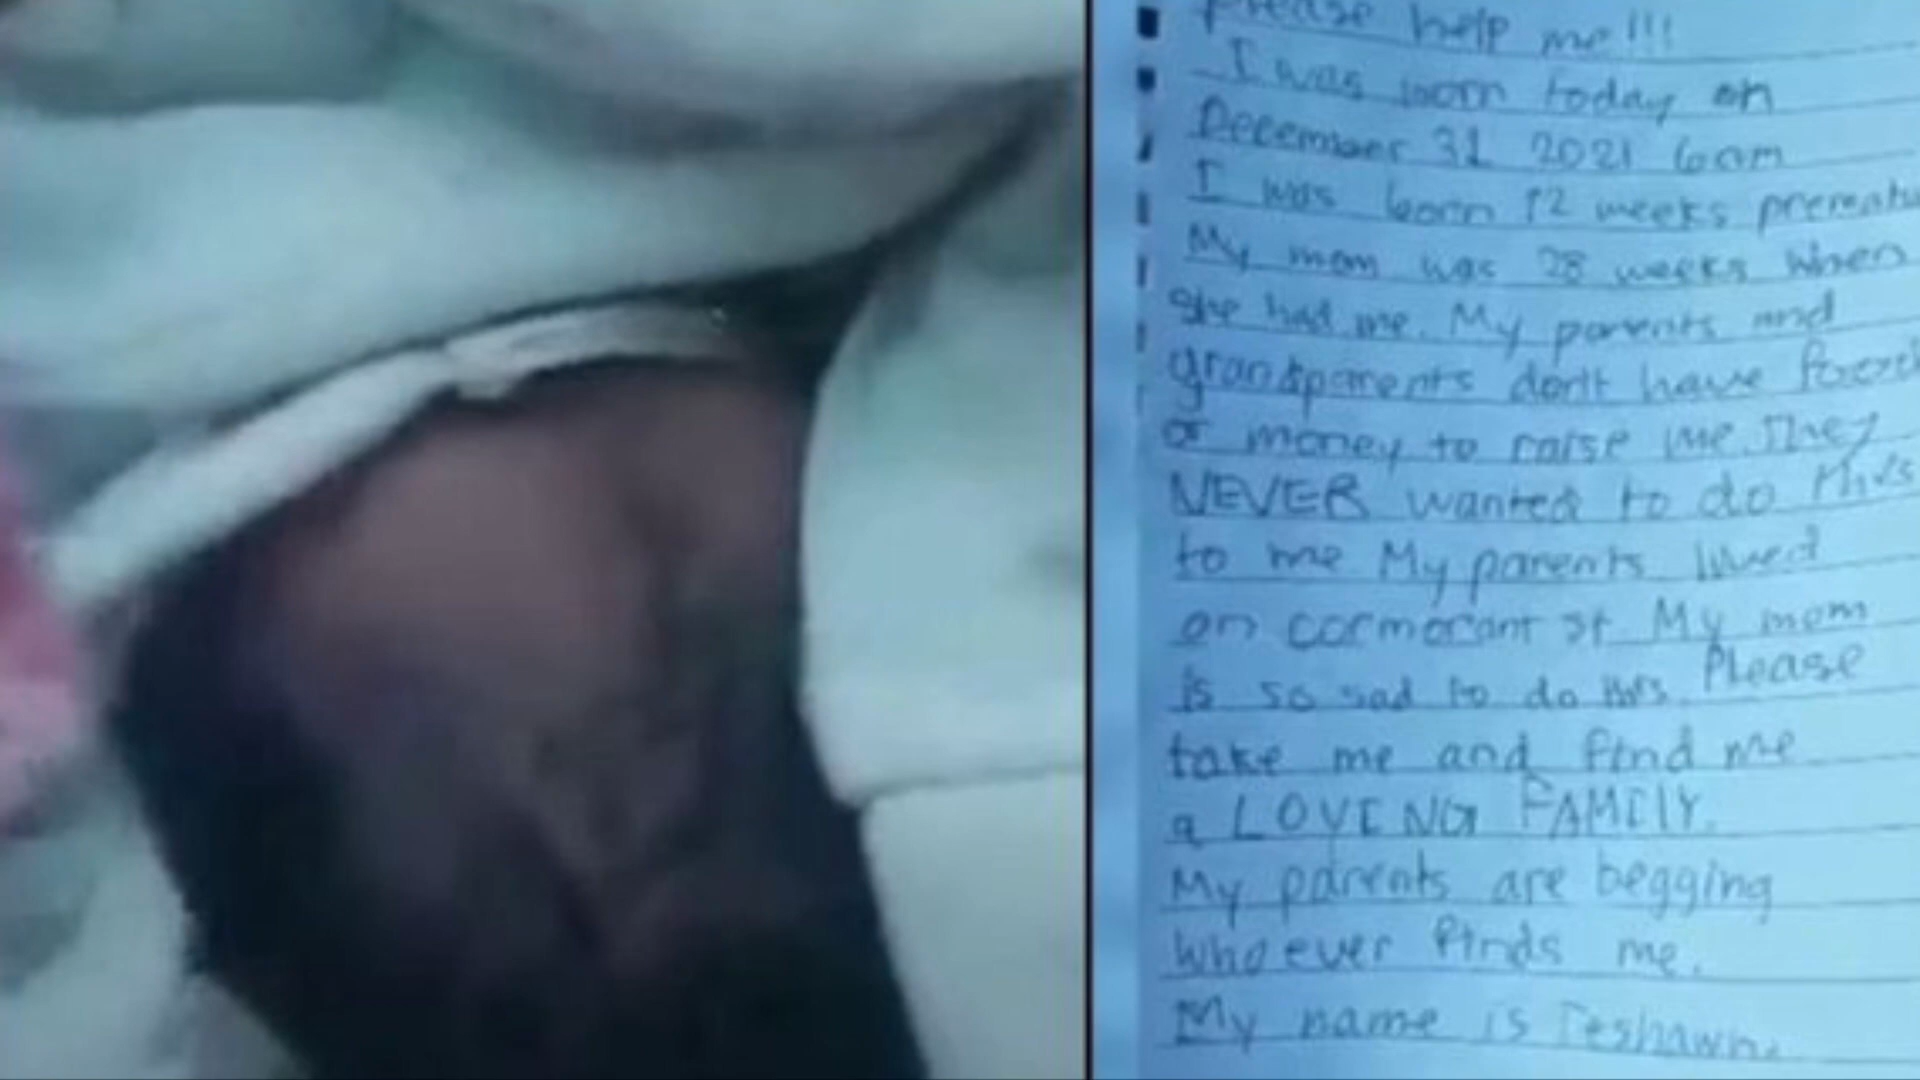 please help me!!!
I was born today on
December 31 2021 6am
I was born 12 weeks prematu
My mom was 28 weeks when
she had me. My parents and
grandparents dont have food
or money to raise me. They
NEVER wanted to do this
to me My parents lived
on cormorant st My mom
is so sad to do this. Please
take me and find me
a LOVING FAMILY.
My parents are begging
whoever finds me.
My name is Teshawn.